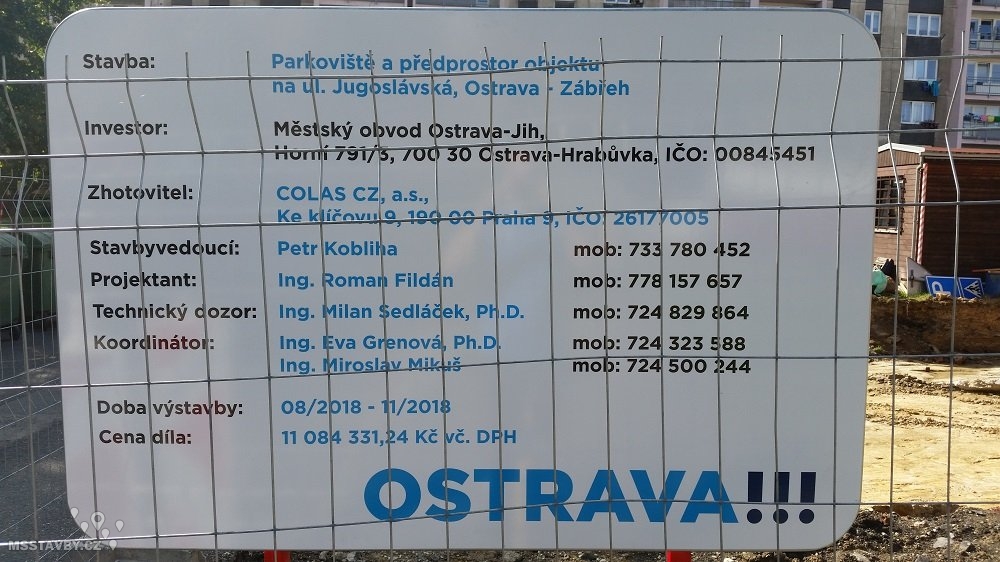 Stavba: Parkoviště a předprostor objektu
na ul. Jugoslávská, Ostrava - Zábřeh
Investor: Městský obvod Ostrava-Jih,
Horní 791/3, 700 30 Ostrava-Hrabůvka, IČO: 00845451
Zhotovitel: COLAS CZ, a.s.,
Ke klíčovu 9, 190 00 Praha 9, IČO: 26177005
Stavbyvedoucí: Petr Kobliha mob: 733 780 452
Projektant: Ing. Roman Fildán mob: 778 157 657
Technický dozor: Ing. Milan Sedláček, Ph.D. mob: 724 829 864
Koordinátor: Ing. Eva Grenová, Ph.D. mob: 724 323 588
Ing. Miroslav Mikuš mob: 724 500 244
Doba výstavby: 08/2018 - 11/2018
Cena díla: 11 084 331,24 Kč vč. DPH
OSTRAVA!!!
MSSTAVBY.CZ
P